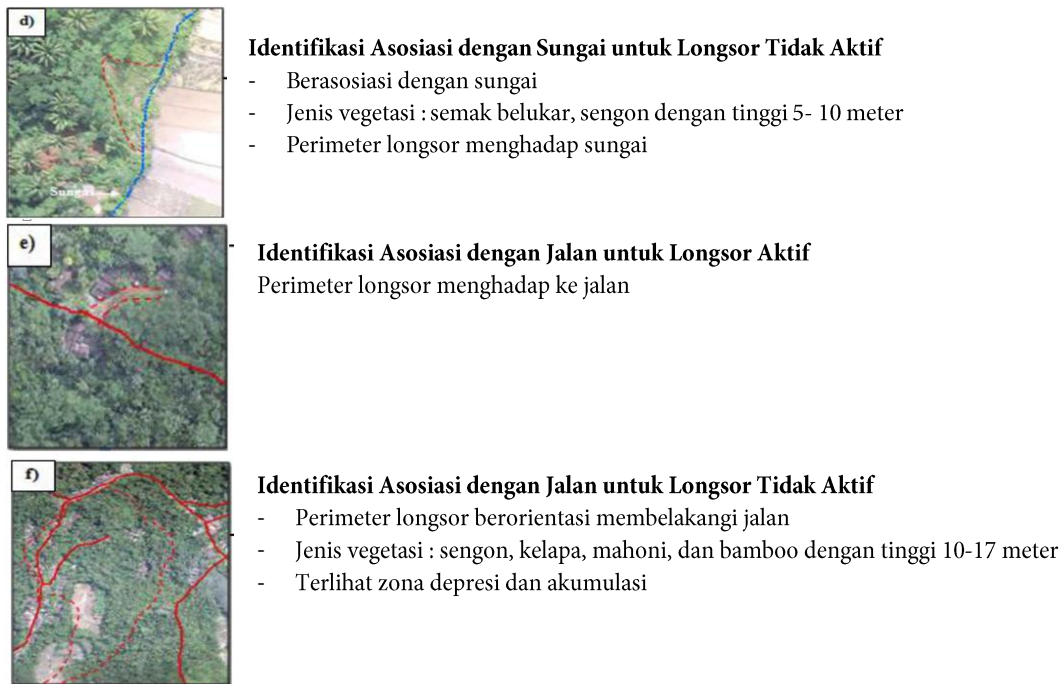 d)
Identifikasi Asosiasi dengan Sungai untuk Longsor Tidak Aktif
- Berasosiasi dengan sungai
- Jenis vegetasi : semak belukar, sengon dengan tinggi 5- 10 meter
- Perimeter longsor menghadap sungai
Sungai
e)
Identifikasi Asosiasi dengan Jalan untuk Longsor Aktif
Perimeter longsor menghadap ke jalan
f)
Identifikasi Asosiasi dengan Jalan untuk Longsor Tidak Aktif
- Perimeter longsor berorientasi membelakangi jalan
- Jenis vegetasi : sengon, kelapa, mahoni, dan bamboo dengan tinggi 10-17 meter
- Terlihat zona depresi dan akumulasi